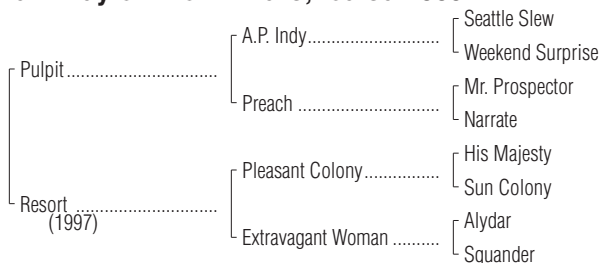 Seattle Slew
A.P. Indy
Weekend Surprise
Pulpit
Mr. Prospector
Preach
Narrate
His Majesty
Pleasant Colony
Sun Colony
Resort
(1997)
Alydar
Extravagant Woman
Squander